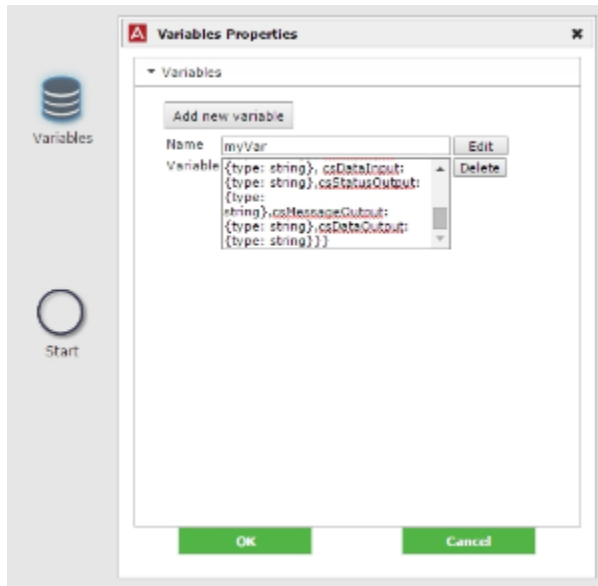 Variables Properties
Variables
Add new variable
Name myVar Edit
Variable {type: string}, csDataInput: Delete
{type: string},csStatusOutput:
{type:
string},csMessageOutput:
{type: string},csDataOutput:
{type: string}}}
OK Cancel
Variables
Start